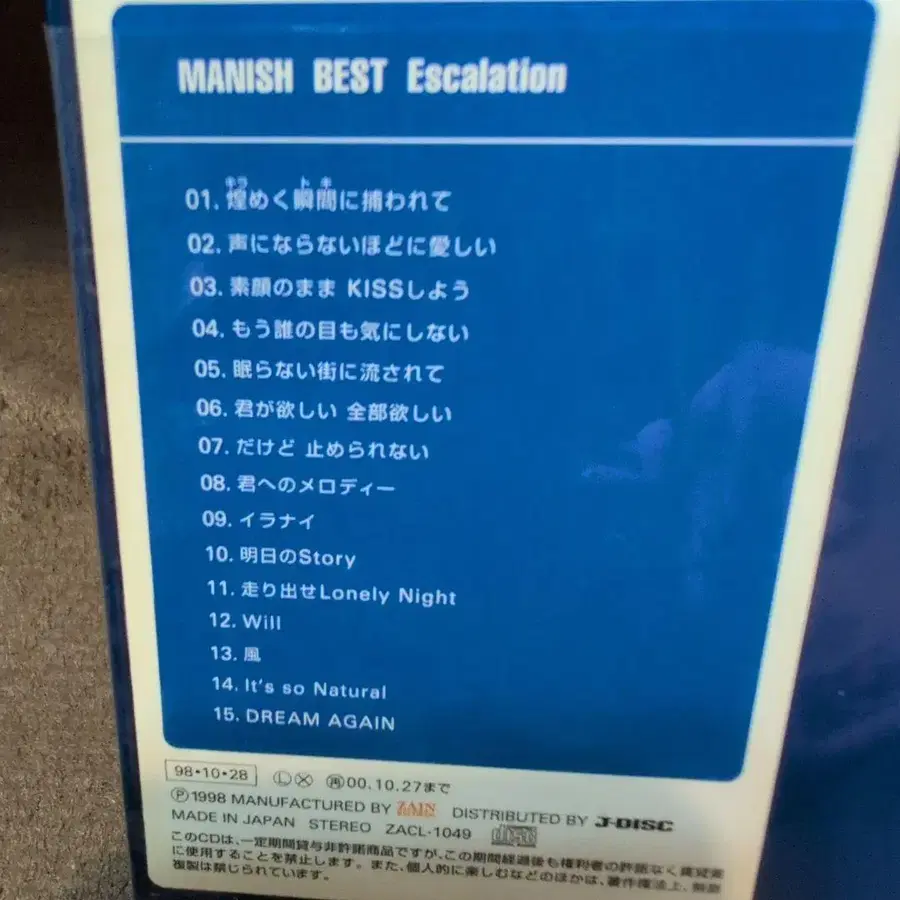 MANISH BEST Escalation
キラ トキ
01. 煌めく瞬間に捕われて
02. 声にならないほどに愛しい
03. 素顔のまま KISSしよう
04. もう誰の目も気にしない
05. 眠らない街に流されて
06. 君が欲しい 全部欲しい
07. だけど 止められない
08. 君へのメロディー
09. イラナイ
10. 明日のStory
11. 走り出せLonely Night
12. Will
13. 風
14. It's so Natural
15. DREAM AGAIN
98•10•28 Ⓛ Ⓧ ㊞00.10.27まで
Ⓟ1998 MANUFACTURED BY ZAIN DISTRIBUTED BY J-DISC
MADE IN JAPAN STEREO ZACL-1049
このCDは、一定期間貸与非許諾商品ですが、この期間経過後も権利者の許諾なく賃貸業
に使用することを禁止します。また、個人的に楽しむなどのほかは、著作権法上、無断
複製は禁じられています。